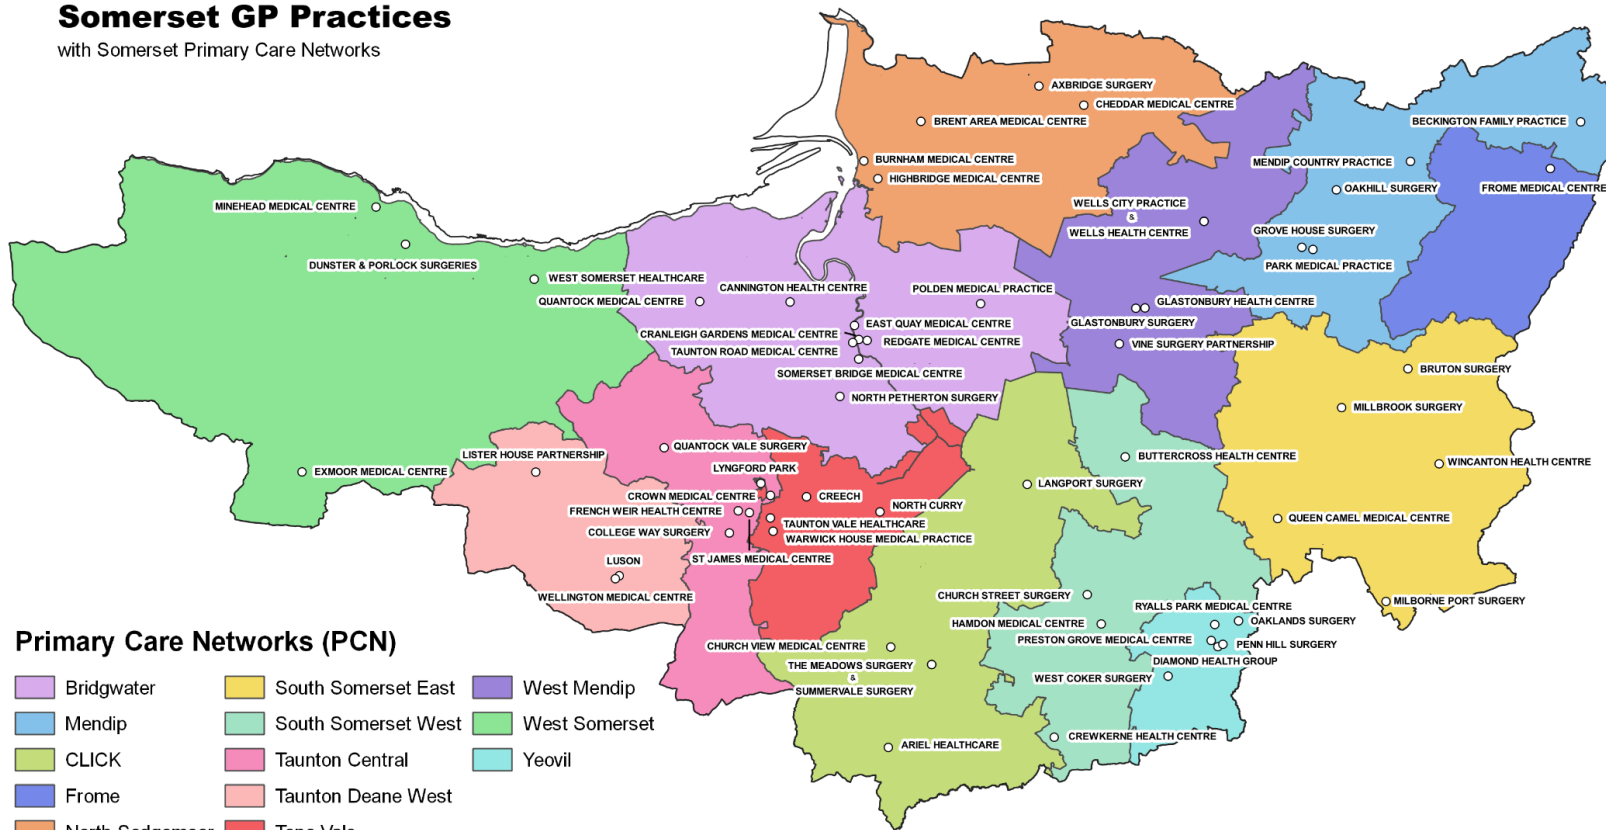 Somerset GP Practices
with Somerset Primary Care Networks
AXBRIDGE SURGERY
CHEDDAR MEDICAL CENTRE
BRENT AREA MEDICAL CENTRE
BECKINGTON FAMILY PRACTICE
BURNHAM MEDICAL CENTRE
MENDIP COUNTRY PRACTICE
HIGHBRIDGE MEDICAL CENTRE
OAKHILL SURGERY
FROME MEDICAL CENTRE
MINEHEAD MEDICAL CENTRE
WELLS CITY PRACTICE
&
WELLS HEALTH CENTRE
GROVE HOUSE SURGERY
DUNSTER & PORLOCK SURGERIES
PARK MEDICAL PRACTICE
WEST SOMERSET HEALTHCARE
CANNINGTON HEALTH CENTRE
POLDEN MEDICAL PRACTICE
QUANTOCK MEDICAL CENTRE
GLASTONBURY HEALTH CENTRE
EAST QUAY MEDICAL CENTRE
GLASTONBURY SURGERY
CRANLEIGH GARDENS MEDICAL CENTRE
REDGATE MEDICAL CENTRE
VINE SURGERY PARTNERSHIP
TAUNTON ROAD MEDICAL CENTRE
SOMERSET BRIDGE MEDICAL CENTRE
BRUTON SURGERY
NORTH PETHERTON SURGERY
MILLBROOK SURGERY
QUANTOCK VALE SURGERY
LISTER HOUSE PARTNERSHIP
BUTTERCROSS HEALTH CENTRE
WINCANTON HEALTH CENTRE
EXMOOR MEDICAL CENTRE
LYNGFORD PARK
LANGPORT SURGERY
CROWN MEDICAL CENTRE
CREECH
NORTH CURRY
FRENCH WEIR HEALTH CENTRE
QUEEN CAMEL MEDICAL CENTRE
TAUNTON VALE HEALTHCARE
COLLEGE WAY SURGERY
WARWICK HOUSE MEDICAL PRACTICE
ST JAMES MEDICAL CENTRE
LUSON
WELLINGTON MEDICAL CENTRE
CHURCH STREET SURGERY
MILBORNE PORT SURGERY
RYALLS PARK MEDICAL CENTRE
HAMDON MEDICAL CENTRE
OAKLANDS SURGERY
PRESTON GROVE MEDICAL CENTRE
PENN HILL SURGERY
CHURCH VIEW MEDICAL CENTRE
DIAMOND HEALTH GROUP
THE MEADOWS SURGERY
&
SUMMERVALE SURGERY
WEST COKER SURGERY
CREWKERNE HEALTH CENTRE
ARIEL HEALTHCARE
Primary Care Networks (PCN)
Bridgwater
Mendip
CLICK
Frome
North Sedgemoor
South Somerset East
South Somerset West
Taunton Central
Taunton Deane West
Tone Vale
West Mendip
West Somerset
Yeovil